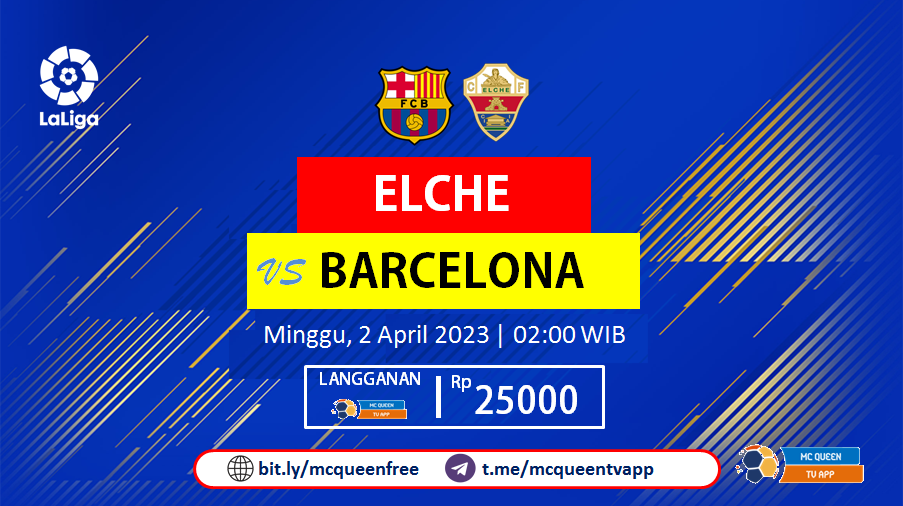 LaLiga
FCB
ELCHE
C F
ELCHE
VS BARCELONA
Minggu, 2 April 2023 | 02:00 WIB
LANGGANAN
MC QUEEN
TV APP
Rp 25000
bit.ly/mcqueenfree
t.me/mcqueentvapp
MC QUEEN
TV APP